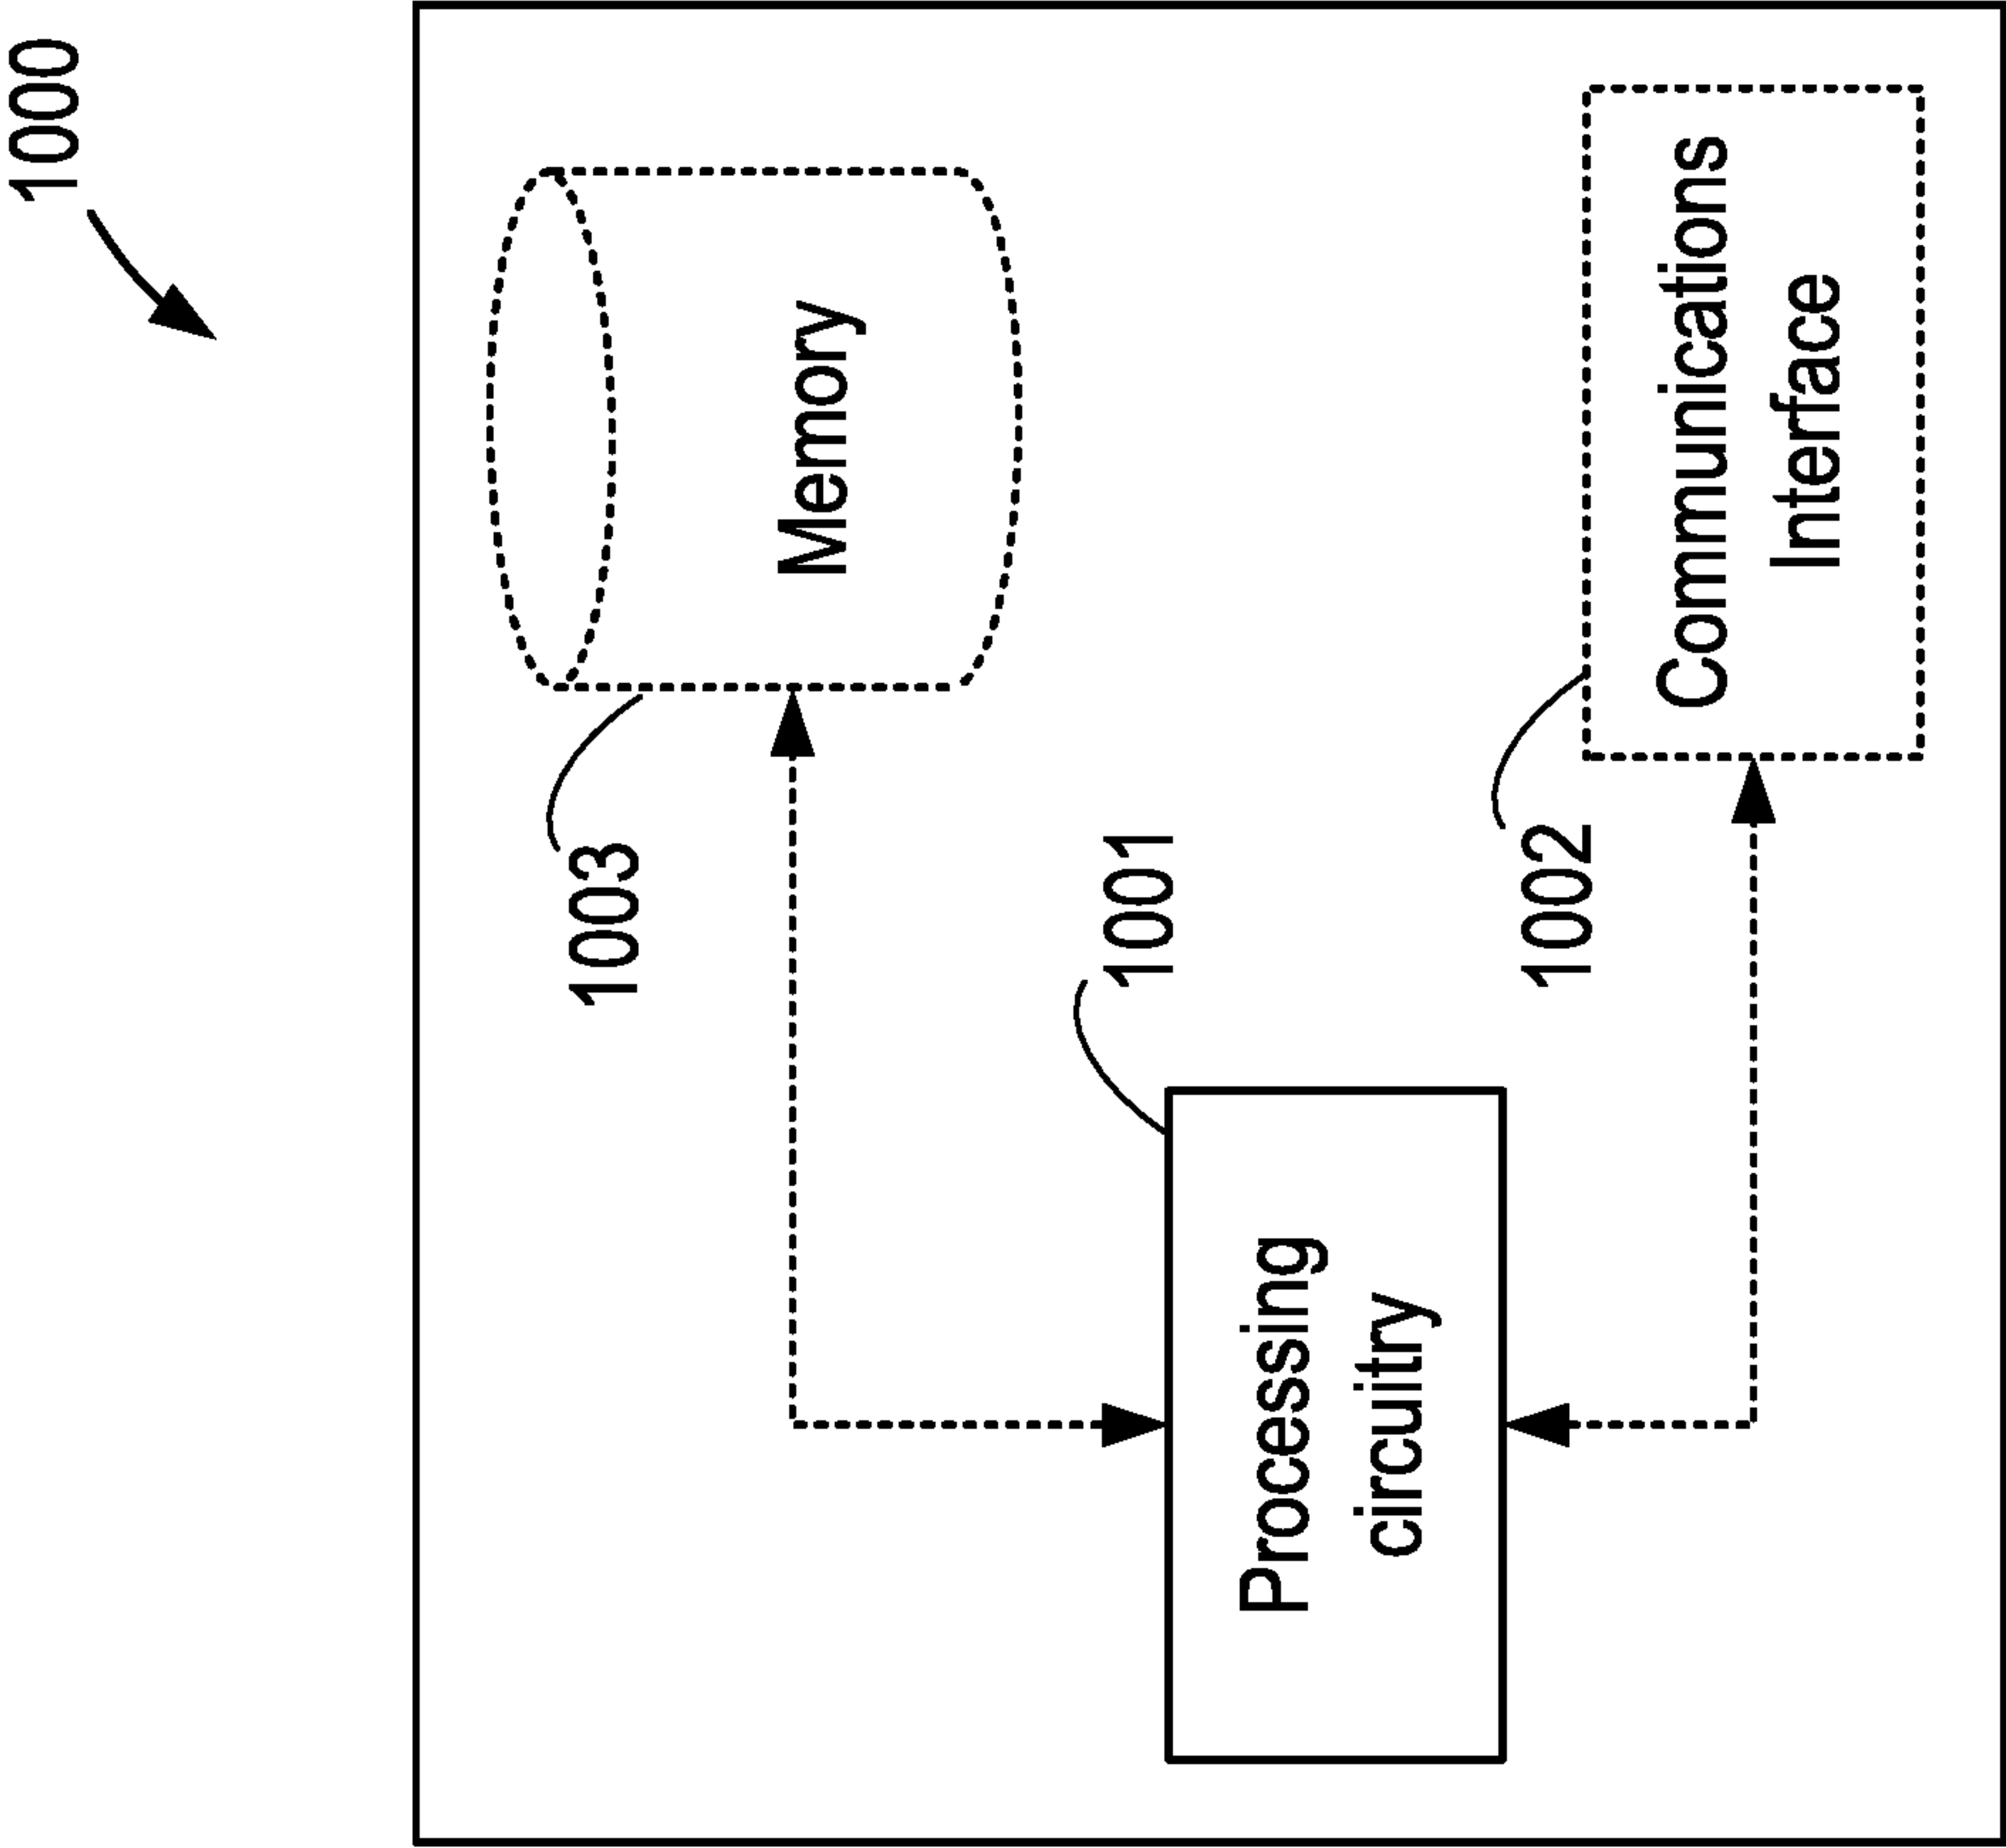 1000
1003
Memory
1001
Processing
circuitry
1002
Communications
Interface